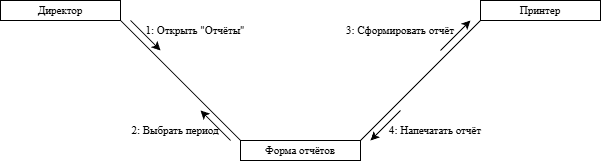 Директор
Принтер
1: Открыть "Отчёты"
3: Сформировать отчёт
2: Выбрать период
4: Напечатать отчёт
Форма отчётов